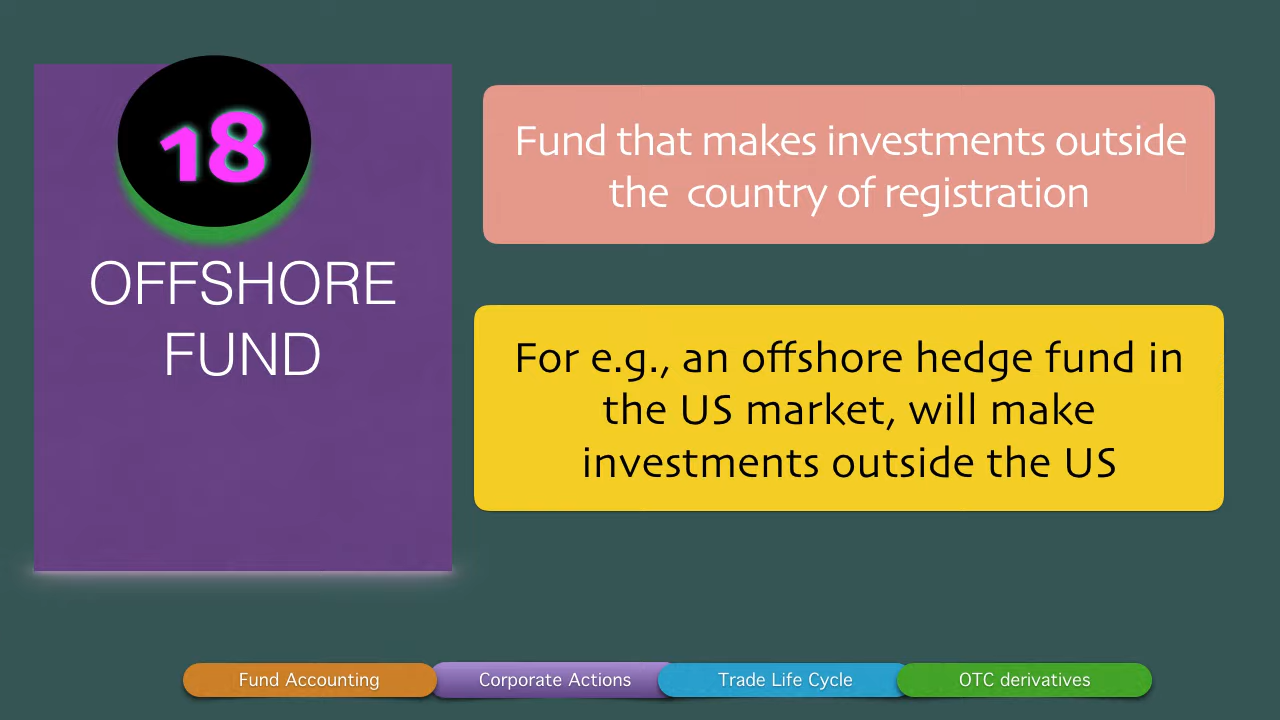 18
OFFSHORE
FUND
Fund that makes investments outside
the country of registration
For e.g., an offshore hedge fund in
the US market, will make
investments outside the US
Fund Accounting
Corporate Actions
Trade Life Cycle
OTC derivatives